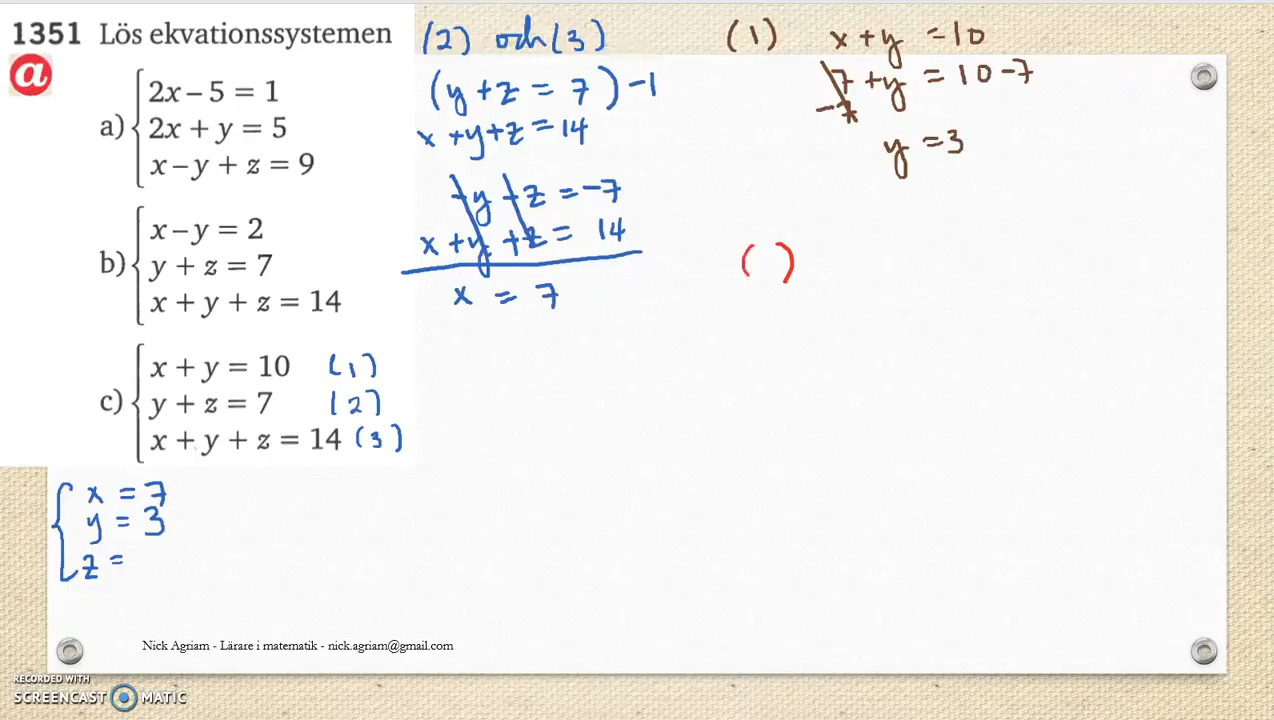 1351 Lös ekvationssystemen
a
a) 2x − 5 = 1
2x + y = 5
x − y + z = 9
b) x − y = 2
y + z = 7
x + y + z = 14
c) x + y = 10 (1)
y + z = 7 (2)
x + y + z = 14 (3)
x = 7
y = 3
z =
(2) och (3)
(y + z = 7) -1
x + y + z = 14
-y - z = -7
x + y + z = 14
x = 7
(1) x + y = 10
7 + y = 10 - 7
-7
y = 3
( )
Nick Agriam - Lärare i matematik - nick.agriam@gmail.com
RECORDED WITH
SCREENCAST MATIC